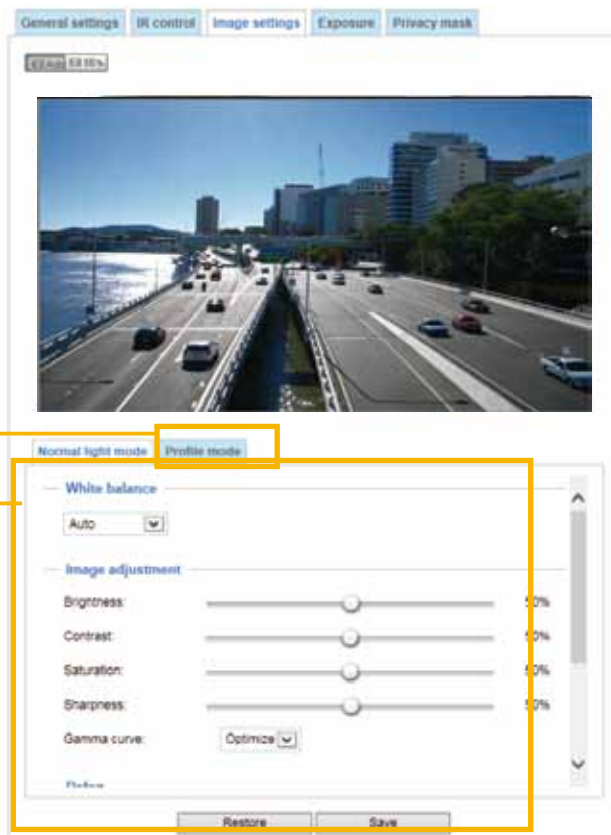 General settings IR control Image settings Exposure Privacy mask
Normal light mode Profile mode
White balance
Auto
Image adjustment
Brightness: 50%
Contrast: 50%
Saturation: 50%
Sharpness: 50%
Gamma curve: Optimize
Restore Save